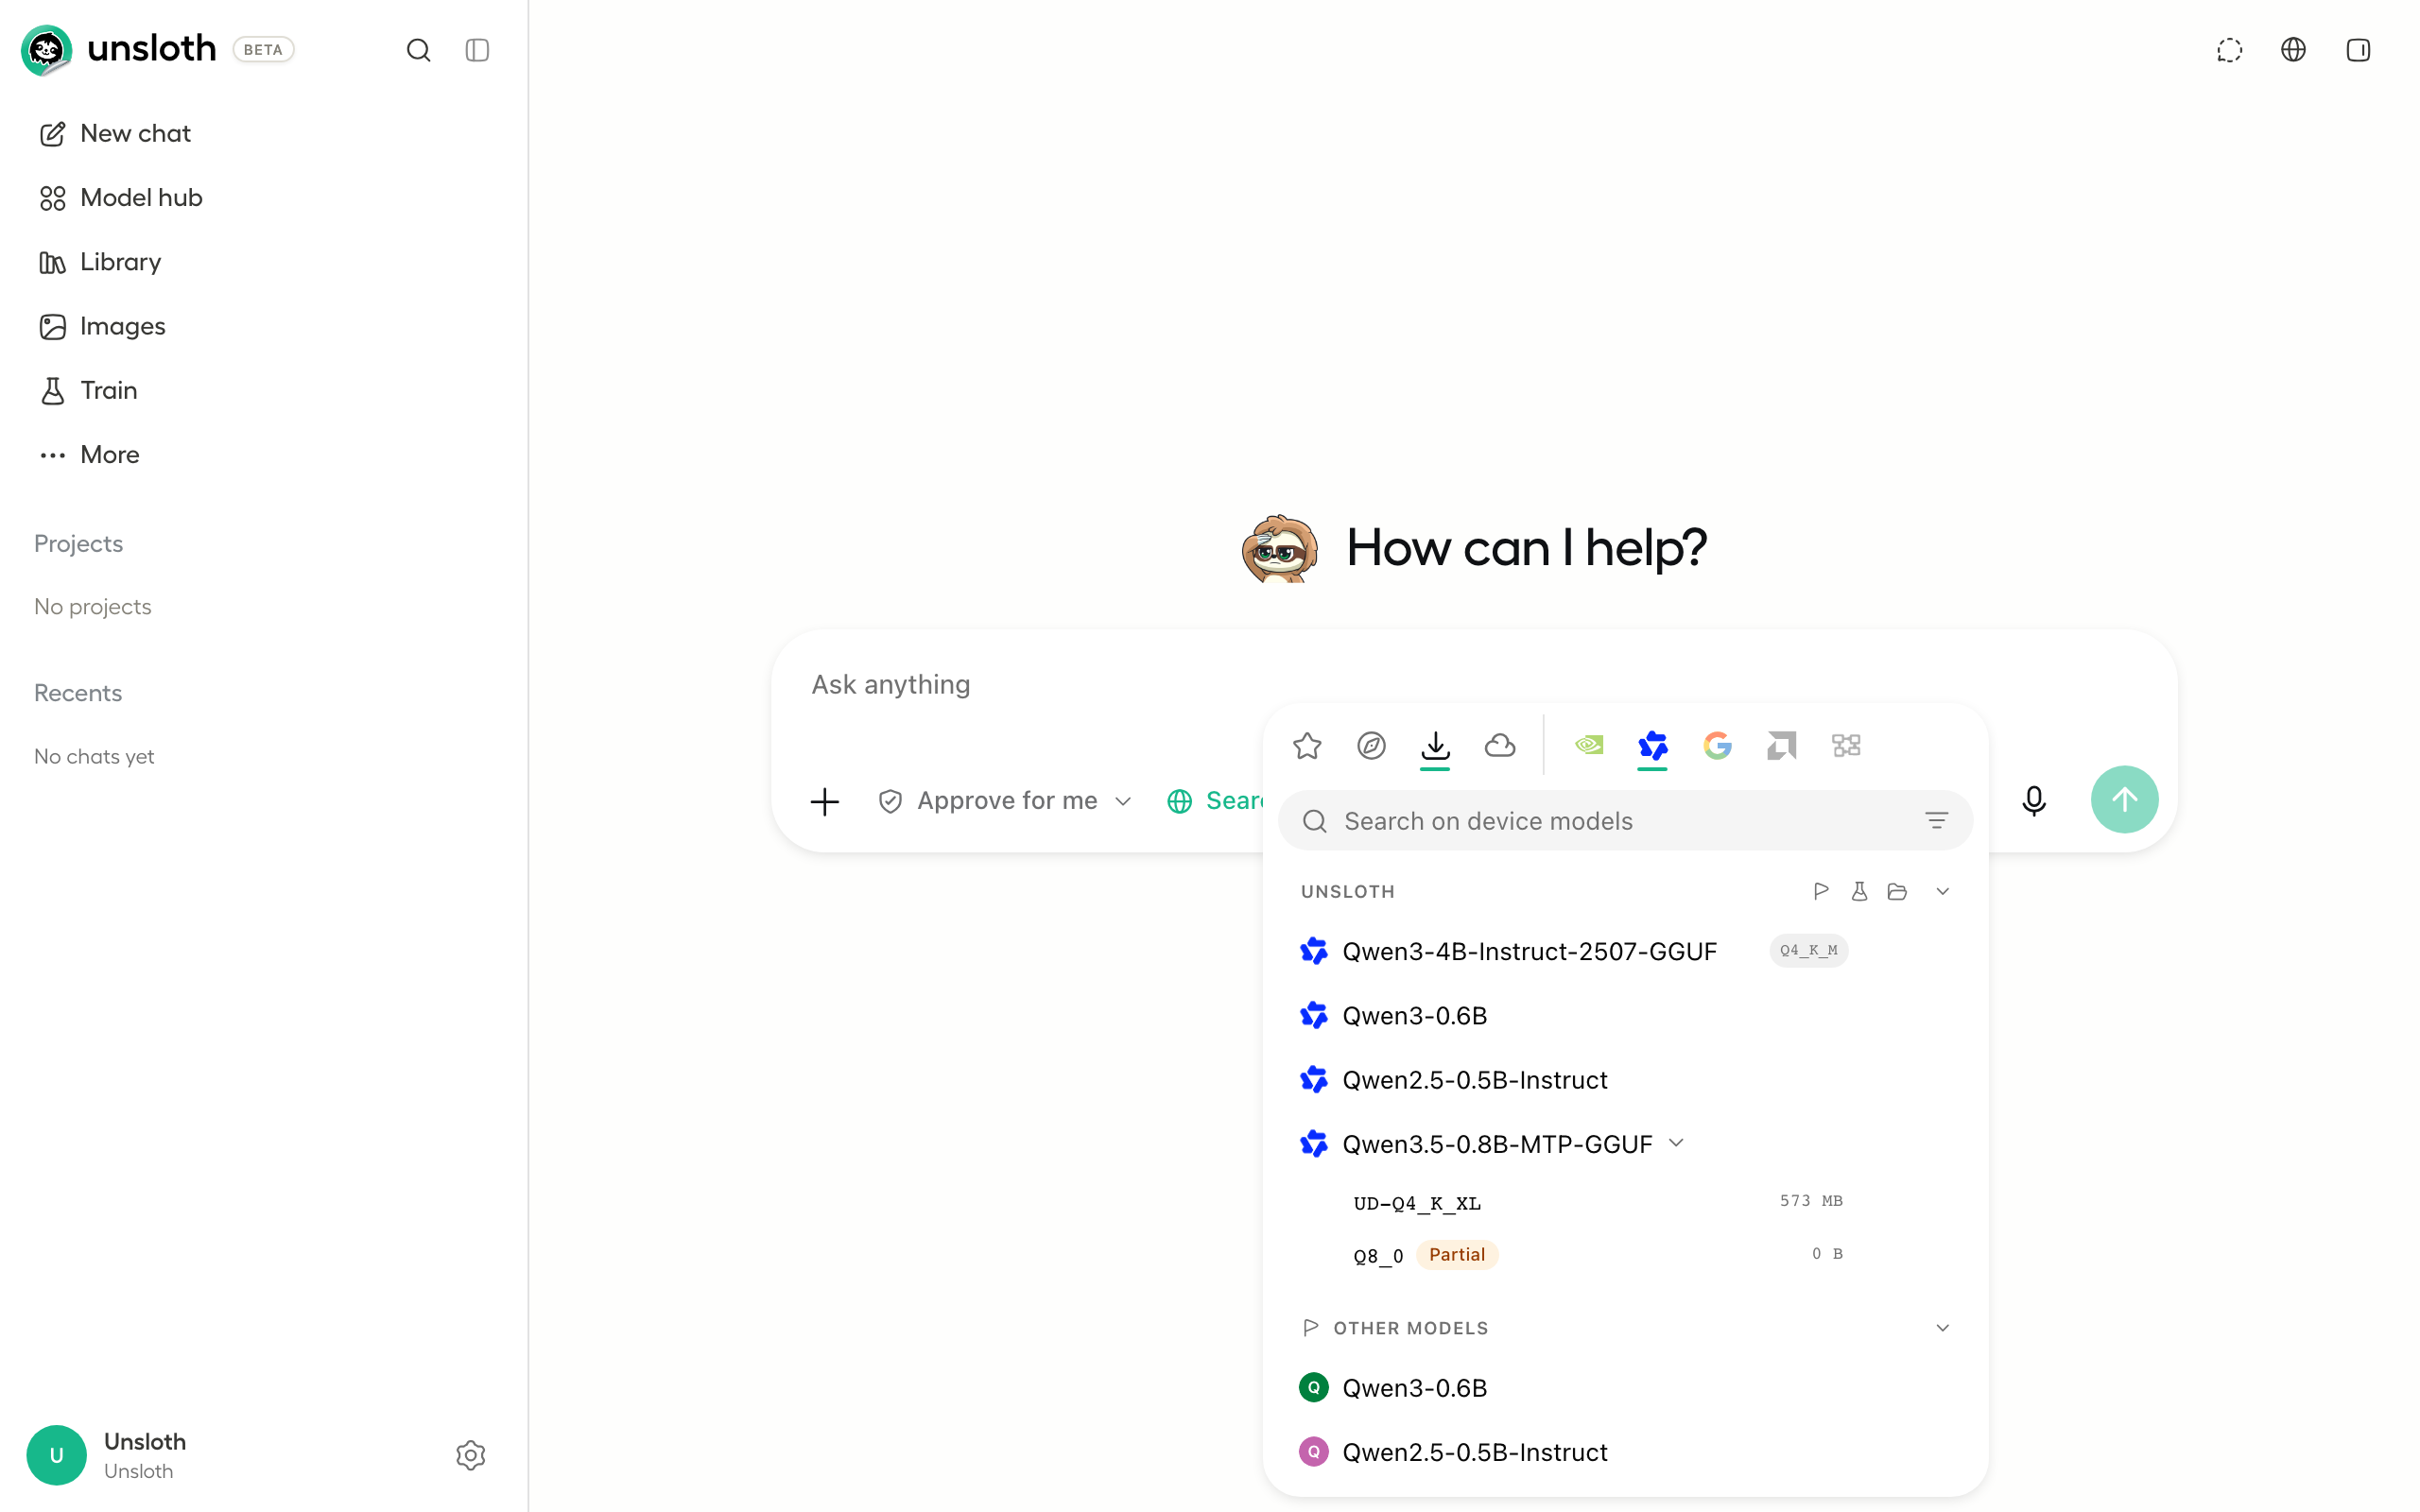 unsloth BETA
New chat
Model hub
Library
Images
Train
More
Projects
No projects
Recents
No chats yet
Unsloth
Unsloth
U
How can I help?
Ask anything
Approve for me
Search on device models
UNSLOTH
Qwen3-4B-Instruct-2507-GGUF Q4_K_M
Qwen3-0.6B
Qwen2.5-0.5B-Instruct
Qwen3.5-0.8B-MTP-GGUF
UD-Q4_K_XL 573 MB
Q8_0 Partial 0 B
OTHER MODELS
Q Qwen3-0.6B
Q Qwen2.5-0.5B-Instruct